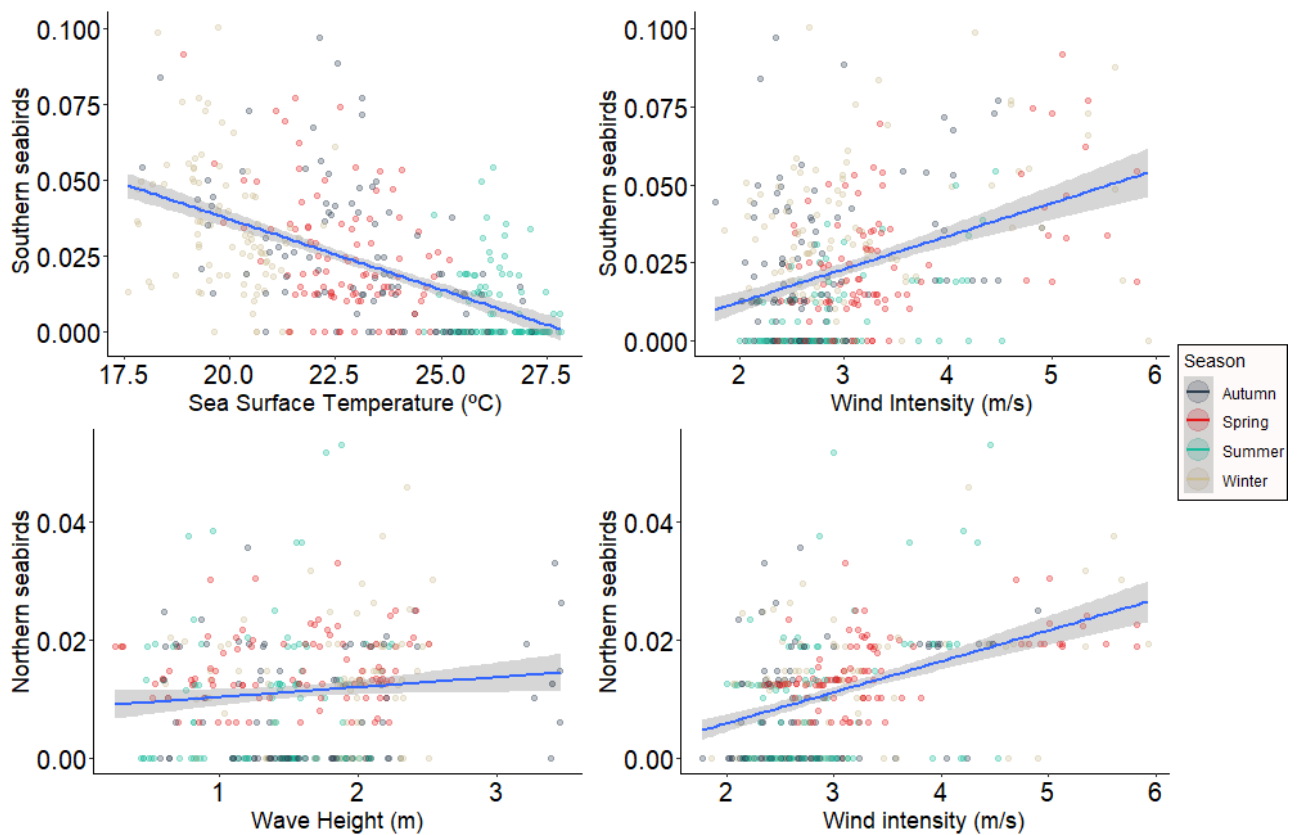 0.100
0.075
0.050
0.025
0.000
Southern seabirds
17.5 20.0 22.5 25.0 27.5
Sea Surface Temperature (ºC)
0.100
0.075
0.050
0.025
0.000
Southern seabirds
2 3 4 5 6
Wind Intensity (m/s)
Season
Autumn
Spring
Summer
Winter
0.04
0.02
0.00
Northern seabirds
1 2 3
Wave Height (m)
0.04
0.02
0.00
Northern seabirds
2 3 4 5 6
Wind intensity (m/s)